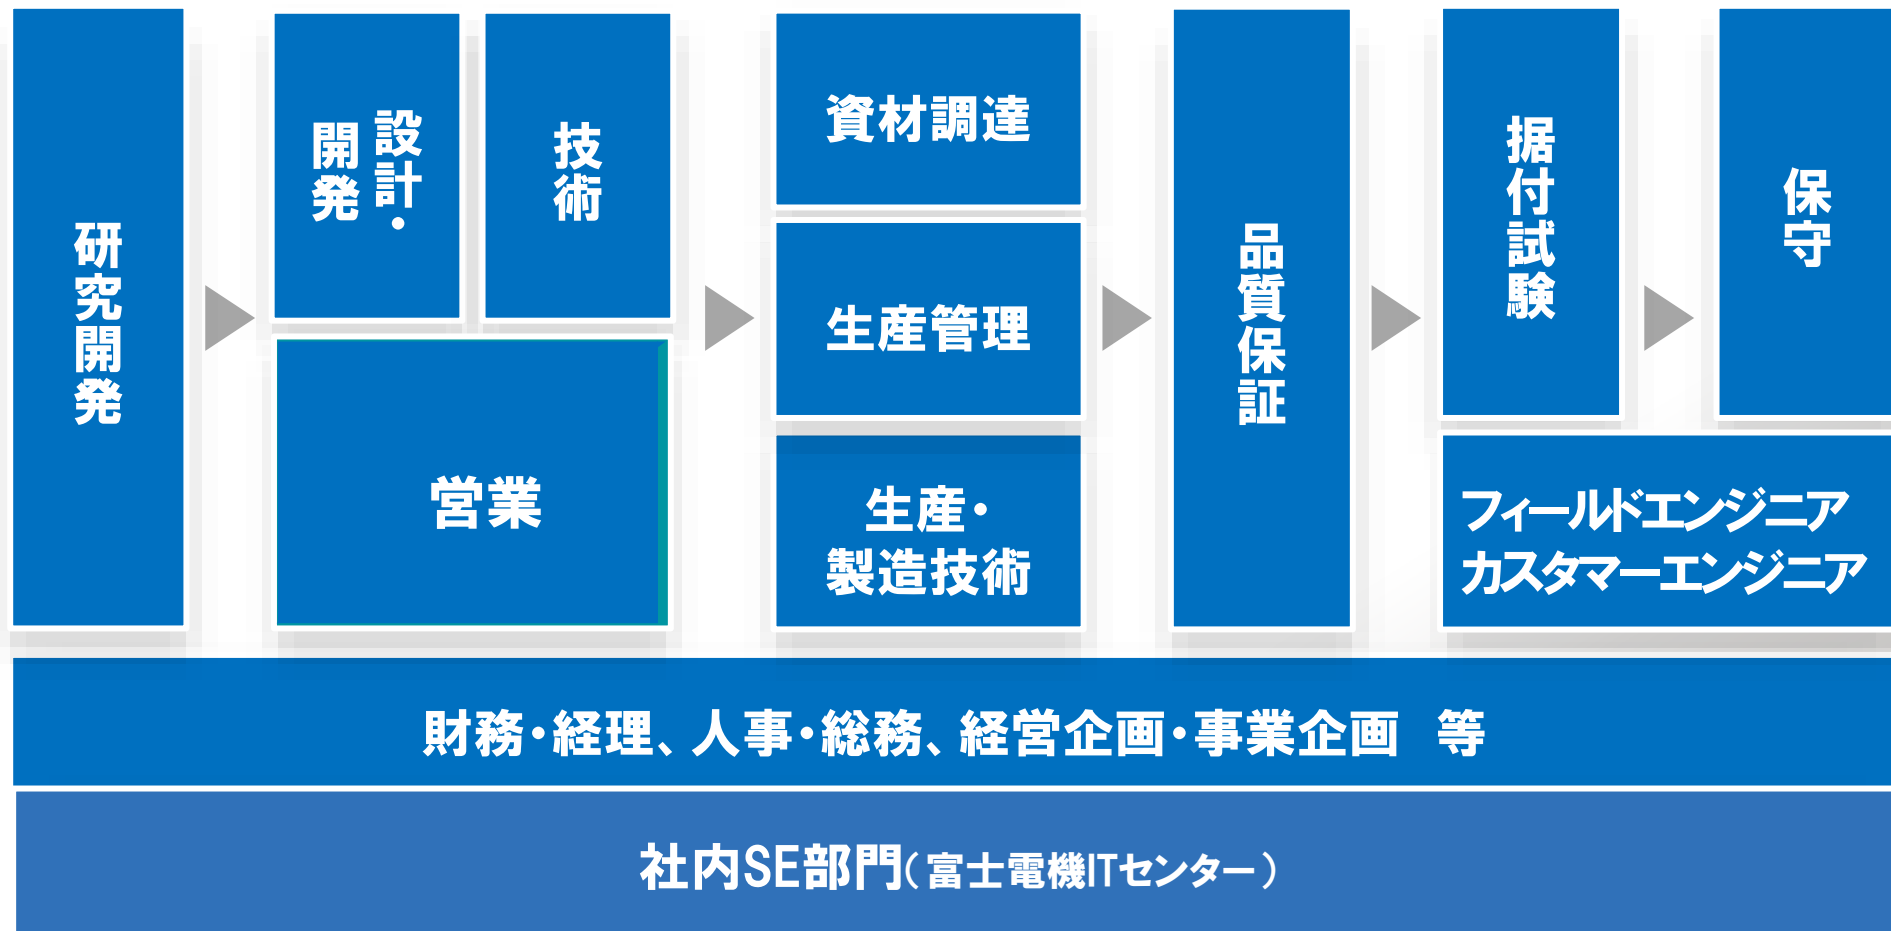 研究開発
設計・
開発
技術
営業
資材調達
生産管理
生産・
製造技術
品質保証
据付試験
保守
フィールドエンジニア
カスタマーエンジニア
財務・経理、人事・総務、経営企画・事業企画　等
社内SE部門（富士電機ITセンター）